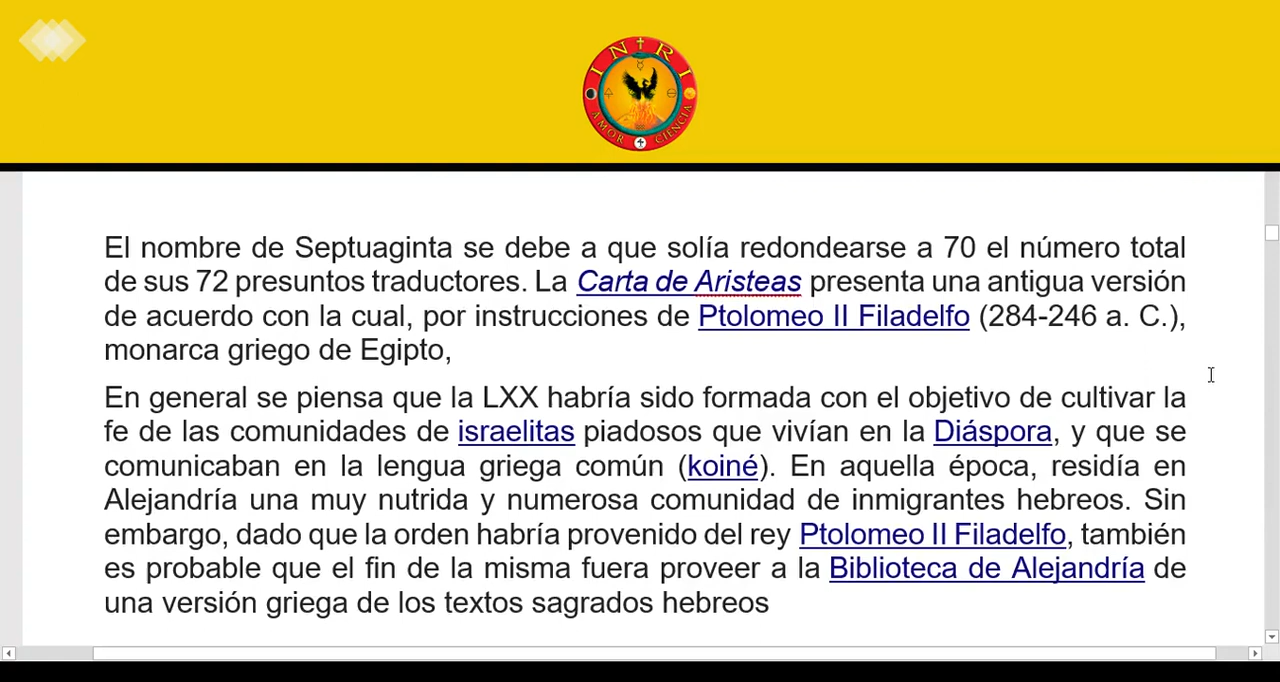 INRI
AMOR CIENCIA
El nombre de Septuaginta se debe a que solía redondearse a 70 el número total
de sus 72 presuntos traductores. La Carta de Aristeas presenta una antigua versión
de acuerdo con la cual, por instrucciones de Ptolomeo II Filadelfo (284-246 a. C.),
monarca griego de Egipto,
En general se piensa que la LXX habría sido formada con el objetivo de cultivar la
fe de las comunidades de israelitas piadosos que vivían en la Diáspora, y que se
comunicaban en la lengua griega común (koiné). En aquella época, residía en
Alejandría una muy nutrida y numerosa comunidad de inmigrantes hebreos. Sin
embargo, dado que la orden habría provenido del rey Ptolomeo II Filadelfo, también
es probable que el fin de la misma fuera proveer a la Biblioteca de Alejandría de
una versión griega de los textos sagrados hebreos